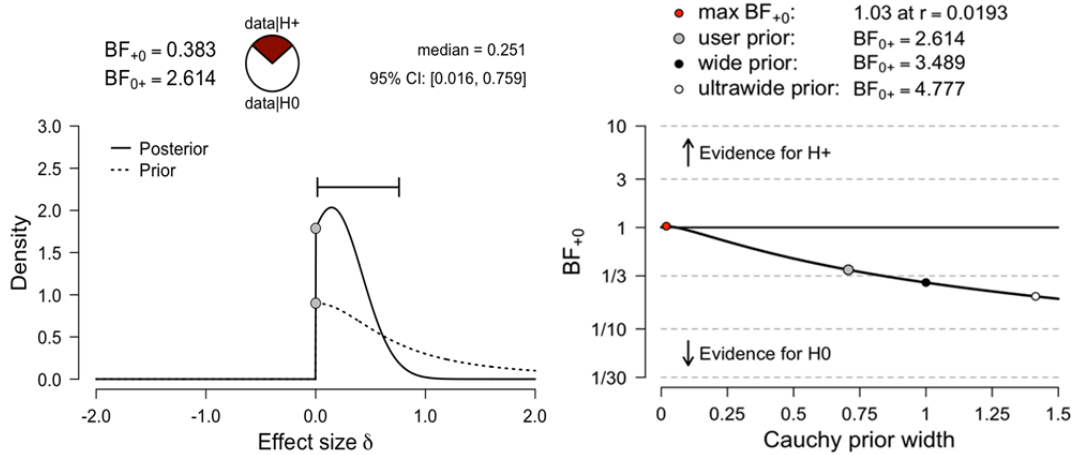 data|H+
BF+0 = 0.383
BF0+ = 2.614
data|H0
median = 0.251
95% CI: [0.016, 0.759]
3.0
2.5
2.0
1.5
1.0
0.5
0.0
Density
Posterior
Prior
-2.0 -1.0 0.0 1.0 2.0
Effect size δ
max BF+0: 1.03 at r = 0.0193
user prior: BF0+ = 2.614
wide prior: BF0+ = 3.489
ultrawide prior: BF0+ = 4.777
10
3
1
1/3
1/10
1/30
BF+0
Evidence for H+
Evidence for H0
0 0.25 0.5 0.75 1 1.25 1.5
Cauchy prior width